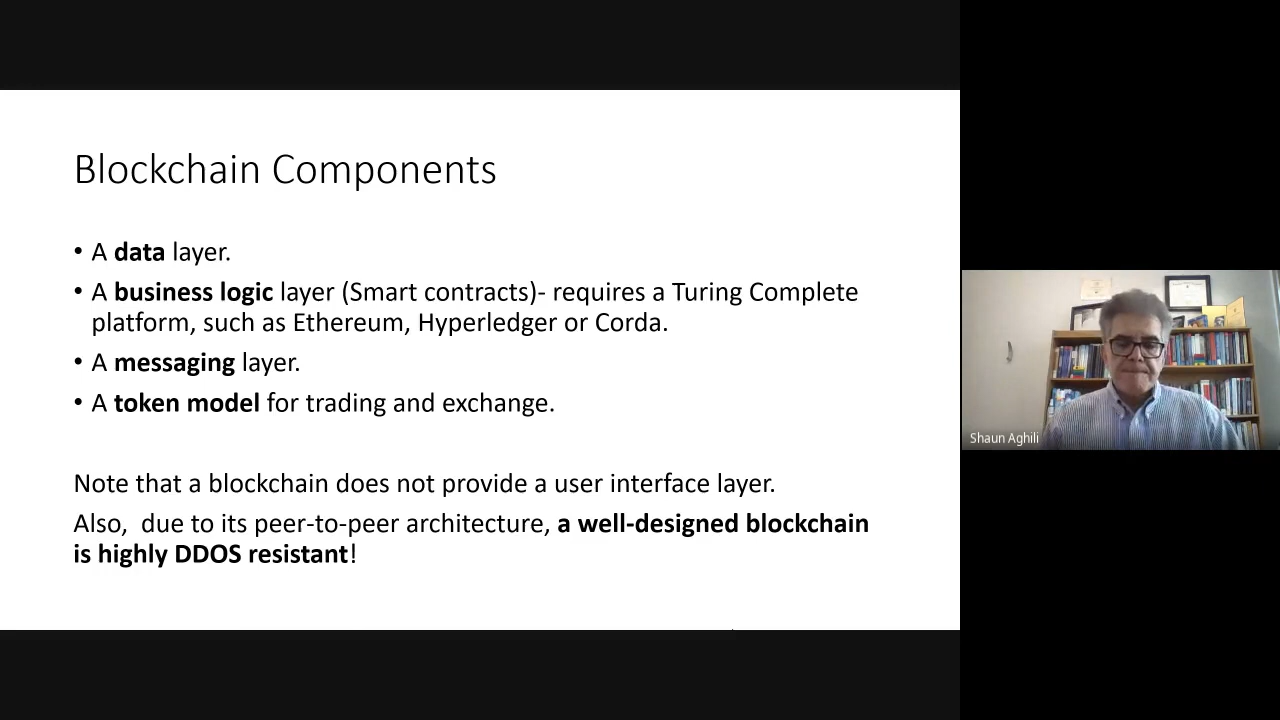 Blockchain Components
• A data layer.
• A business logic layer (Smart contracts)- requires a Turing Complete
platform, such as Ethereum, Hyperledger or Corda.
• A messaging layer.
• A token model for trading and exchange.
Note that a blockchain does not provide a user interface layer.
Also,  due to its peer-to-peer architecture, a well-designed blockchain
is highly DDOS resistant!
Shaun Aghili